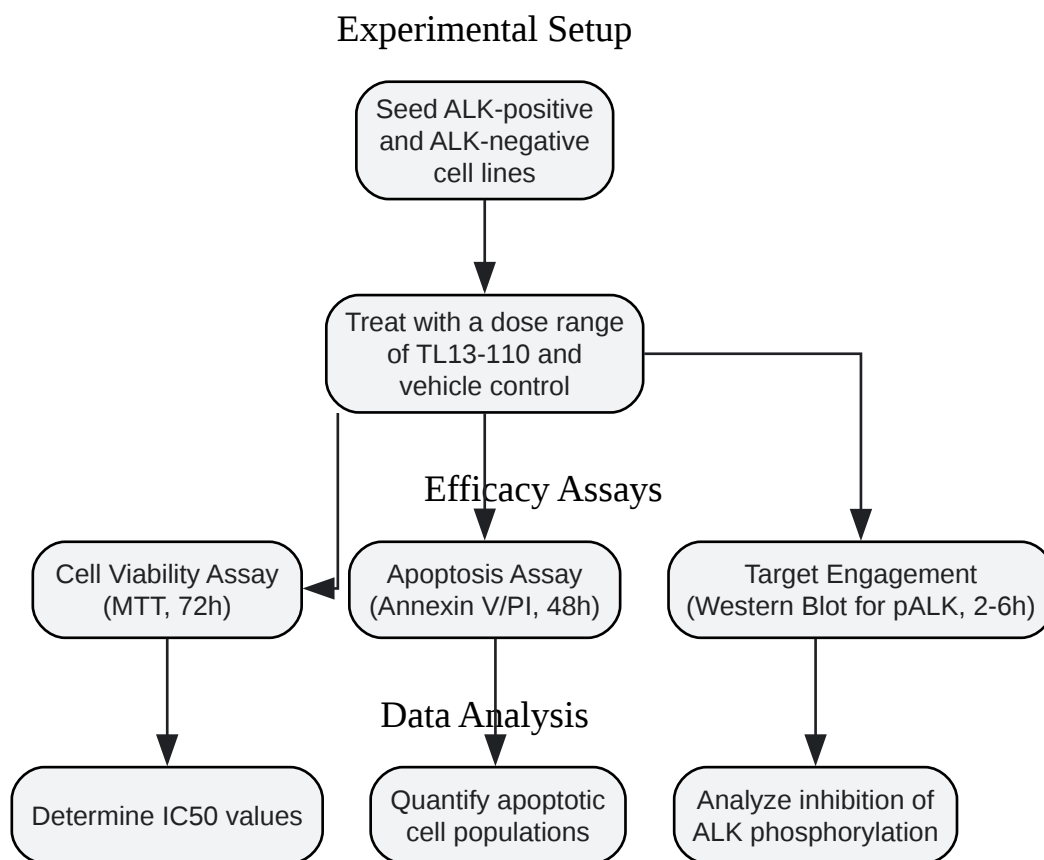 Experimental Setup
Seed ALK-positive
and ALK-negative
cell lines
Treat with a dose range
of TL13-110 and
vehicle control
Efficacy Assays
Cell Viability Assay
(MTT, 72h)
Apoptosis Assay
(Annexin V/PI, 48h)
Target Engagement
(Western Blot for pALK, 2-6h)
Data Analysis
Determine IC50 values
Quantify apoptotic
cell populations
Analyze inhibition of
ALK phosphorylation